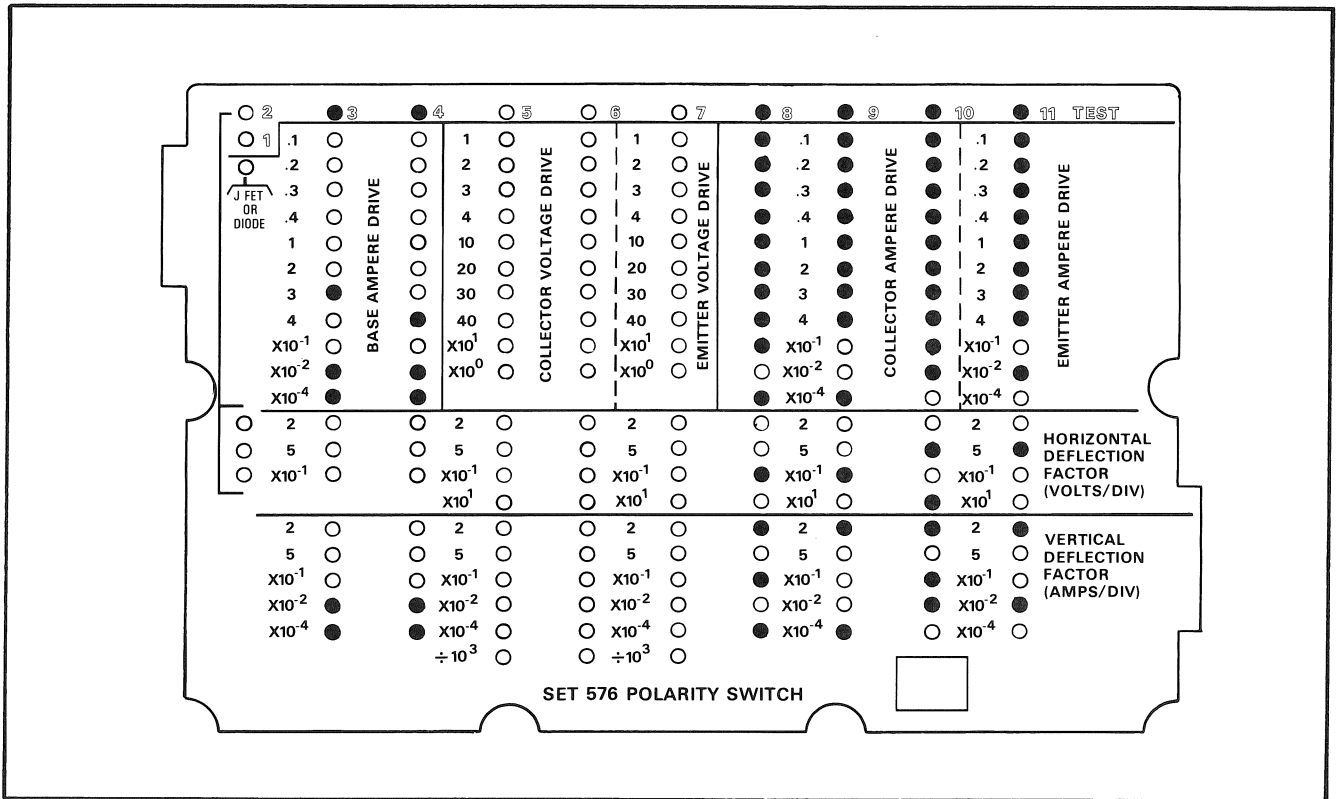 2 3 4 5 6 7 8 9 10 11 TEST
1 .1 1 1 .1 .1
.2 2 2 .2 .2
J FET OR DIODE
.3 3 3 .3 .3
.4 4 4 .4 .4
1 10 10 1 1
2 20 20 2 2
3 30 30 3 3
4 40 40 4 4
X10⁻¹ X10¹ X10¹ X10⁻¹ X10⁻¹
X10⁻² X10⁰ X10⁰ X10⁻² X10⁻²
X10⁻⁴ X10⁻⁴ X10⁻⁴
BASE AMPERE DRIVE
COLLECTOR VOLTAGE DRIVE
EMITTER VOLTAGE DRIVE
COLLECTOR AMPERE DRIVE
EMITTER AMPERE DRIVE
2 2 2 2 2
5 5 5 5 5
X10⁻¹ X10⁻¹ X10⁻¹ X10⁻¹ X10⁻¹ X10⁻¹
X10¹ X10¹ X10¹ X10¹
HORIZONTAL
DEFLECTION
FACTOR
(VOLTS/DIV)
2 2 2 2 2
5 5 5 5 5
X10⁻¹ X10⁻¹ X10⁻¹ X10⁻¹ X10⁻¹
X10⁻² X10⁻² X10⁻² X10⁻² X10⁻²
X10⁻⁴ X10⁻⁴ X10⁻⁴ X10⁻⁴ X10⁻⁴
÷10³ ÷10³
VERTICAL
DEFLECTION
FACTOR
(AMPS/DIV)
SET 576 POLARITY SWITCH